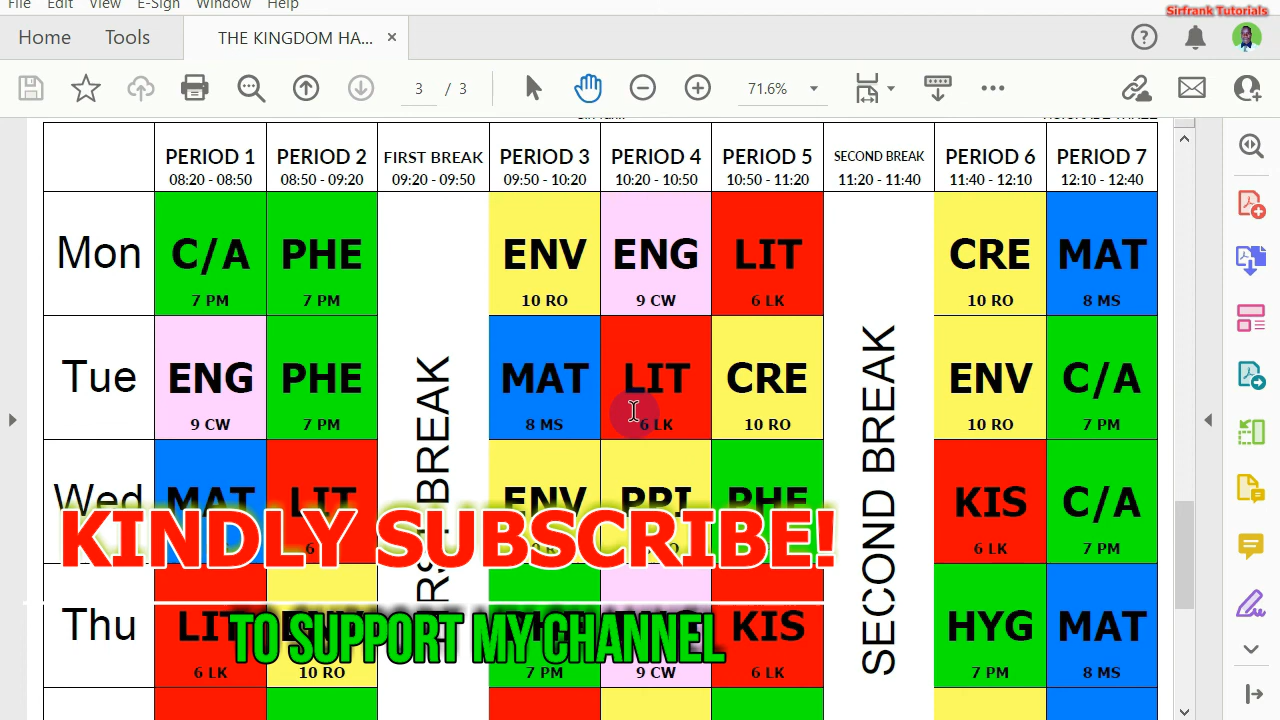 File Edit View E-Sign Window Help
Sirfrank Tutorials
Home Tools THE KINGDOM HA... ×
3 / 3 71.6%
PERIOD 1 PERIOD 2 FIRST BREAK PERIOD 3 PERIOD 4 PERIOD 5 SECOND BREAK PERIOD 6 PERIOD 7
08:20 - 08:50 08:50 - 09:20 09:20 - 09:50 09:50 - 10:20 10:20 - 10:50 10:50 - 11:20 11:20 - 11:40 11:40 - 12:10 12:10 - 12:40
Mon C/A PHE ENV ENG LIT CRE MAT
7 PM 7 PM 10 RO 9 CW 6 LK 10 RO 8 MS
Tue ENG PHE MAT LIT CRE ENV C/A
9 CW 7 PM 8 MS 6 LK 10 RO 10 RO 7 PM
BREAK
SECOND BREAK
Wed MAT LIT ENV PPI PHE KIS C/A
6 LK 7 PM
KINDLY SUBSCRIBE!
Thu LIT KIS HYG MAT
TO SUPPORT MY CHANNEL
6 LK 10 RO 7 PM 9 CW 6 LK 7 PM 8 MS